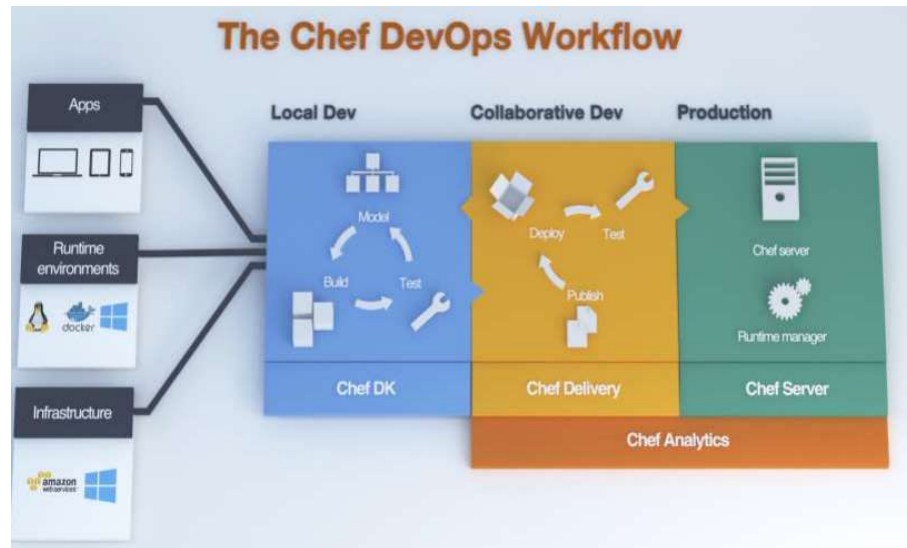 The Chef DevOps Workflow
Apps
Runtime
environments
docker
Infrastructure
amazon
webservices
Local Dev
Model
Build
Test
Chef DK
Collaborative Dev
Deploy
Test
Publish
Chef Delivery
Production
Chef server
Runtime manager
Chef Server
Chef Analytics